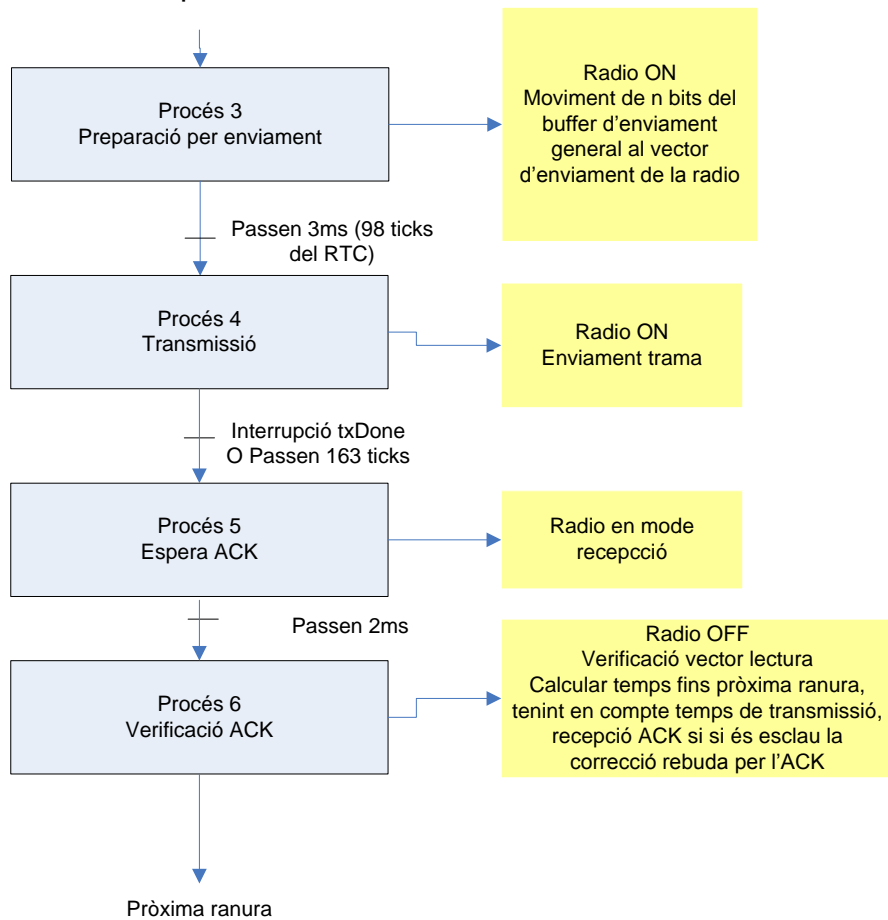 Procés 3
Preparació per enviament
Radio ON
Moviment de n bits del
buffer d'enviament
general al vector
d'enviament de la radio
Passen 3ms (98 ticks
del RTC)
Procés 4
Transmissió
Radio ON
Enviament trama
Interrupció txDone
O Passen 163 ticks
Procés 5
Espera ACK
Radio en mode
recepcció
Passen 2ms
Procés 6
Verificació ACK
Radio OFF
Verificació vector lectura
Calcular temps fins pròxima ranura,
tenint en compte temps de transmissió,
recepció ACK si si és esclau la
correcció rebuda per l'ACK
Pròxima ranura